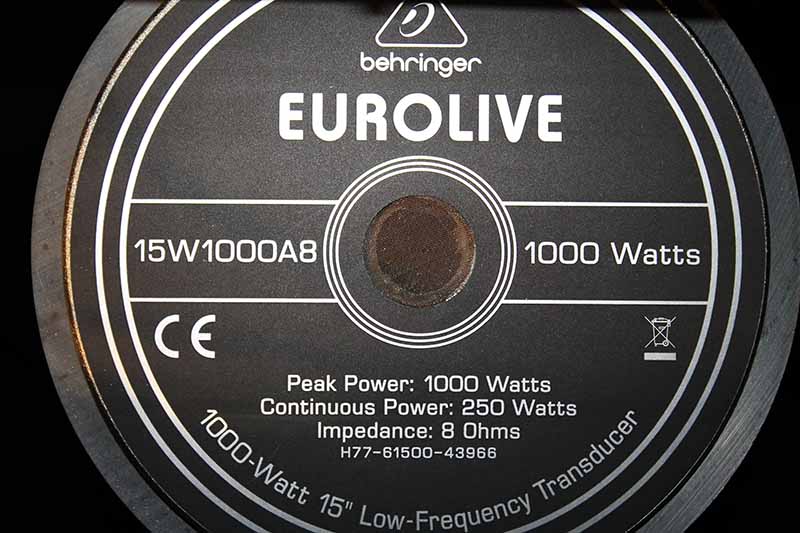 behringer
EUROLIVE
15W1000A8
1000 Watts
CE
Peak Power: 1000 Watts
Continuous Power: 250 Watts
Impedance: 8 Ohms
H77-61500-43966
1000-Watt 15" Low-Frequency Transducer